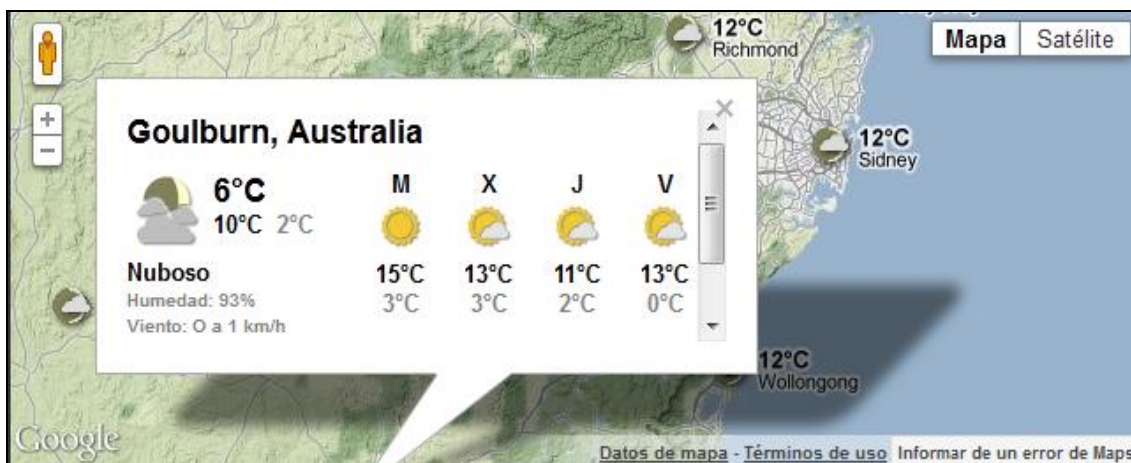 12°C
Richmond
Mapa
Satélite
+
−
Goulburn, Australia
×
12°C
Sidney
6°C
10°C 2°C
M X J V
Nuboso
Humedad: 93%
Viento: O a 1 km/h
15°C 13°C 11°C 13°C
3°C 3°C 2°C 0°C
12°C
Wollongong
Google
Datos de mapa - Términos de uso Informar de un error de Maps